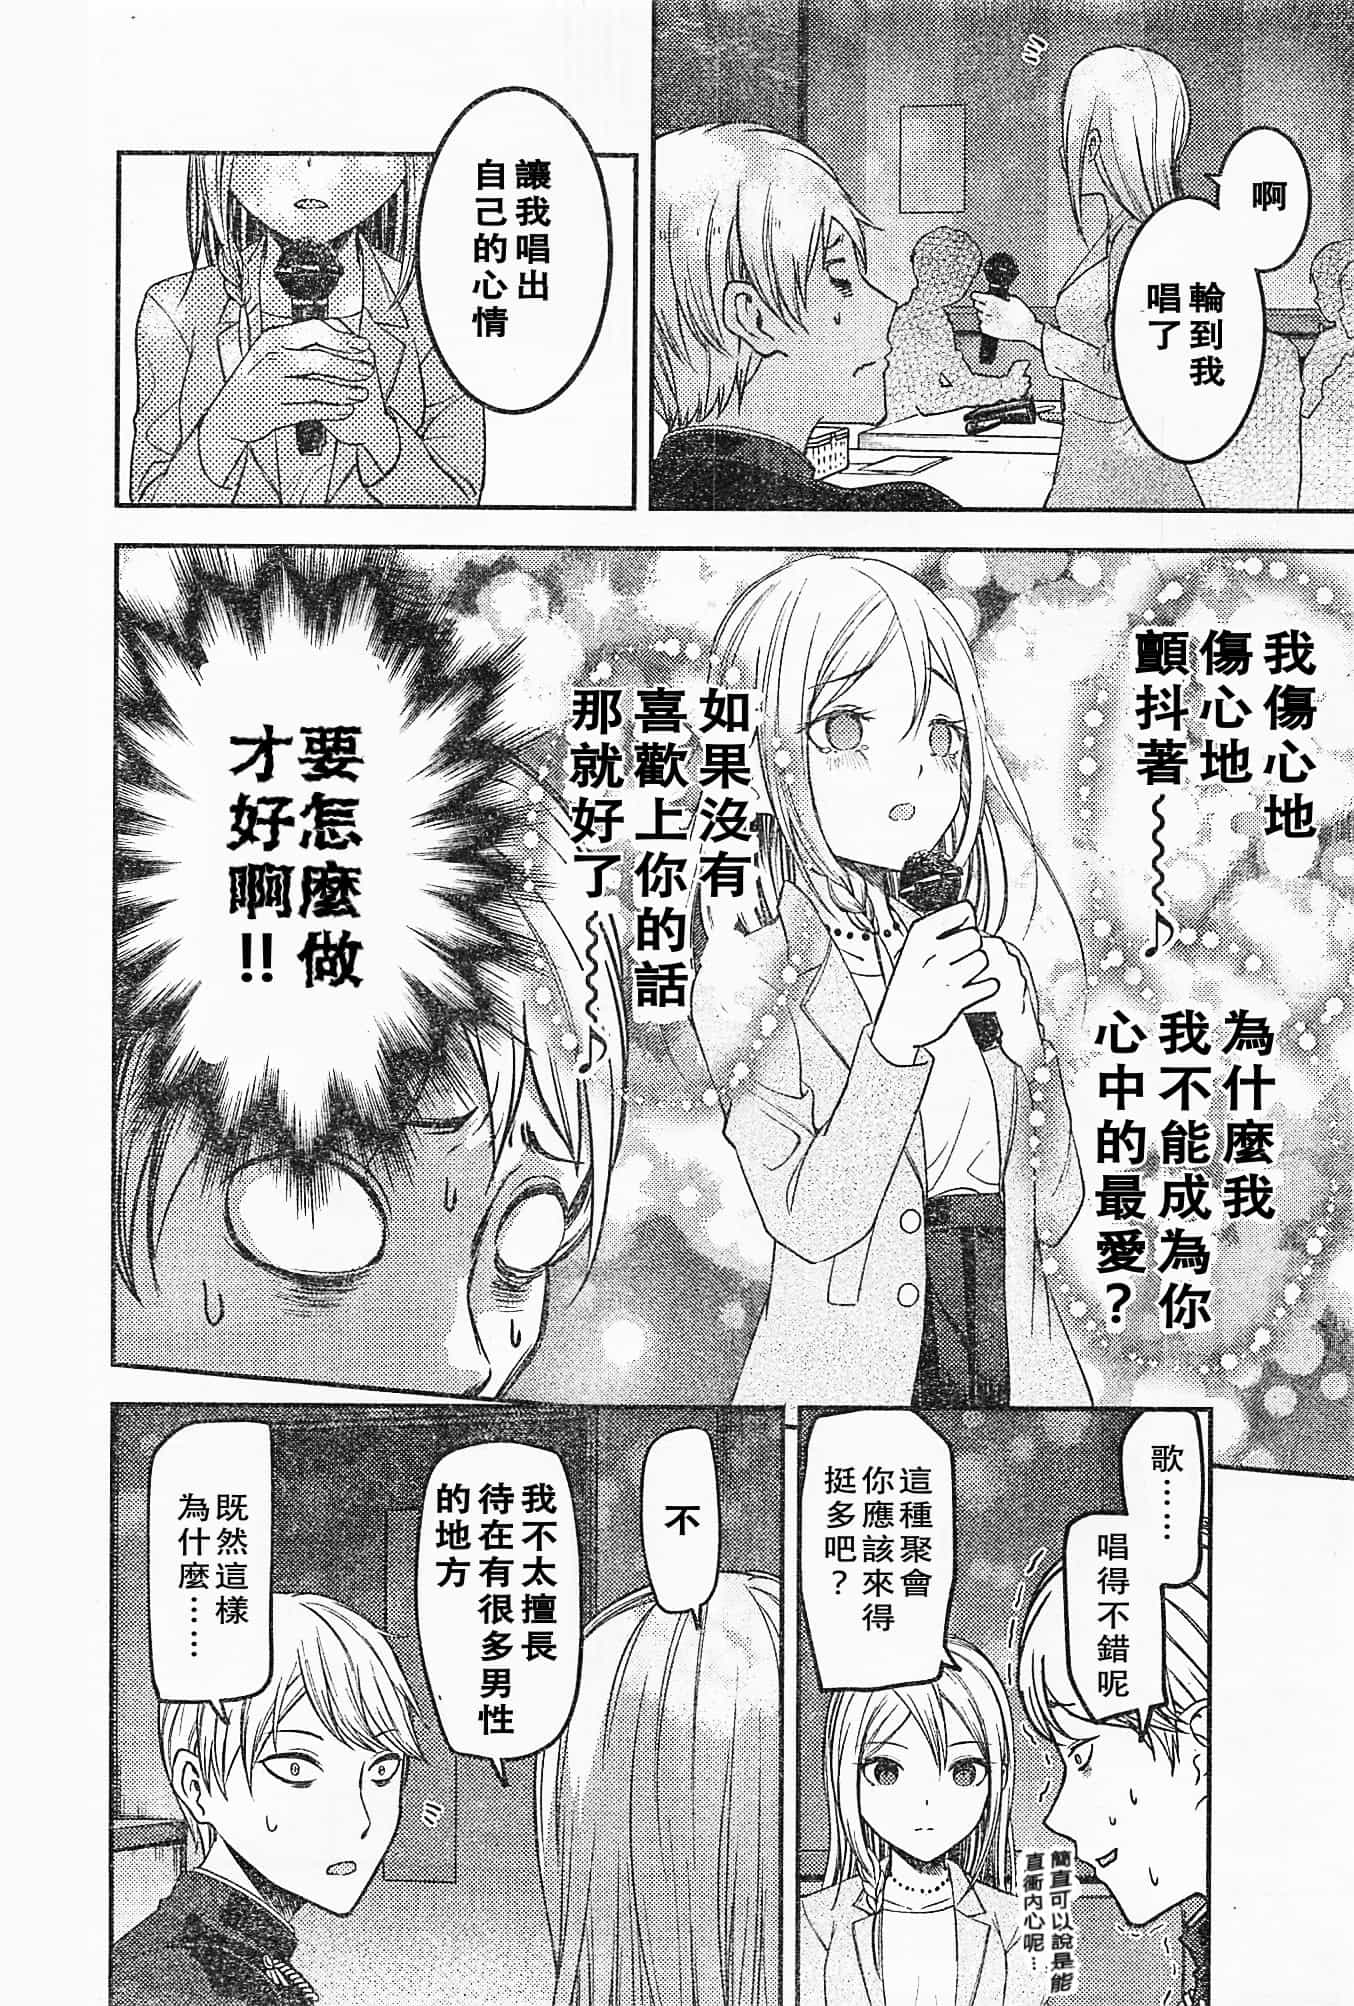 啊
輪到我
唱了
讓我唱出
自己的心情
我傷心地
傷心地
顫抖著～♪
為什麼我
我不能成為你
心中的最愛？
如果沒有
喜歡上你的話
那就好了～♪
要怎麼做
才好啊!!
歌……
唱得不錯呢
簡直可以說是能
直衝內心呢…
這種聚會
你應該來得
挺多吧？
不
我不太擅長
待在有很多男性
的地方
既然這樣
為什麼……